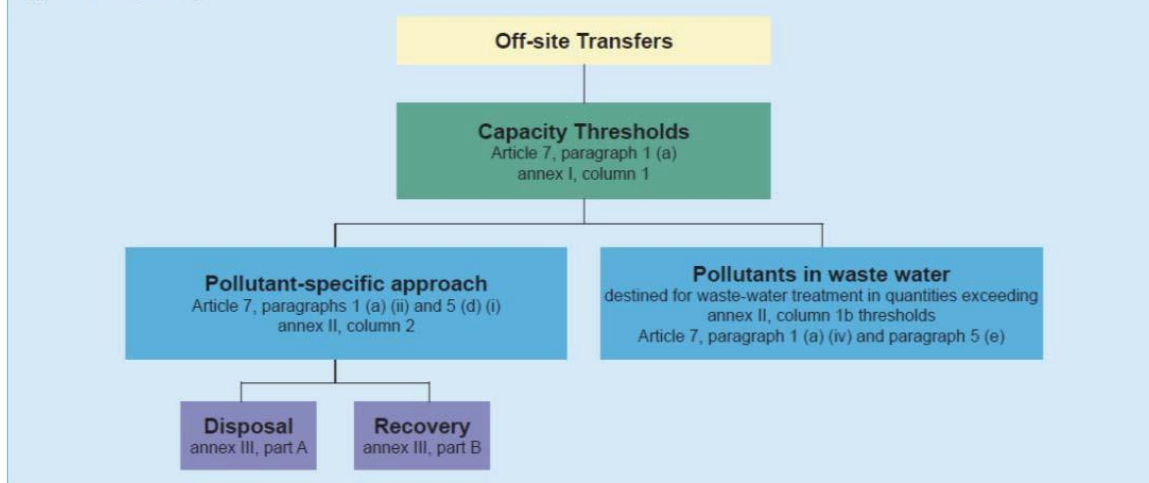 Off-site Transfers
Capacity Thresholds
Article 7, paragraph 1 (a)
annex I, column 1
Pollutant-specific approach
Article 7, paragraphs 1 (a) (ii) and 5 (d) (i)
annex II, column 2
Pollutants in waste water
destined for waste-water treatment in quantities exceeding
annex II, column 1b thresholds
Article 7, paragraph 1 (a) (iv) and paragraph 5 (e)
Disposal
annex III, part A
Recovery
annex III, part B